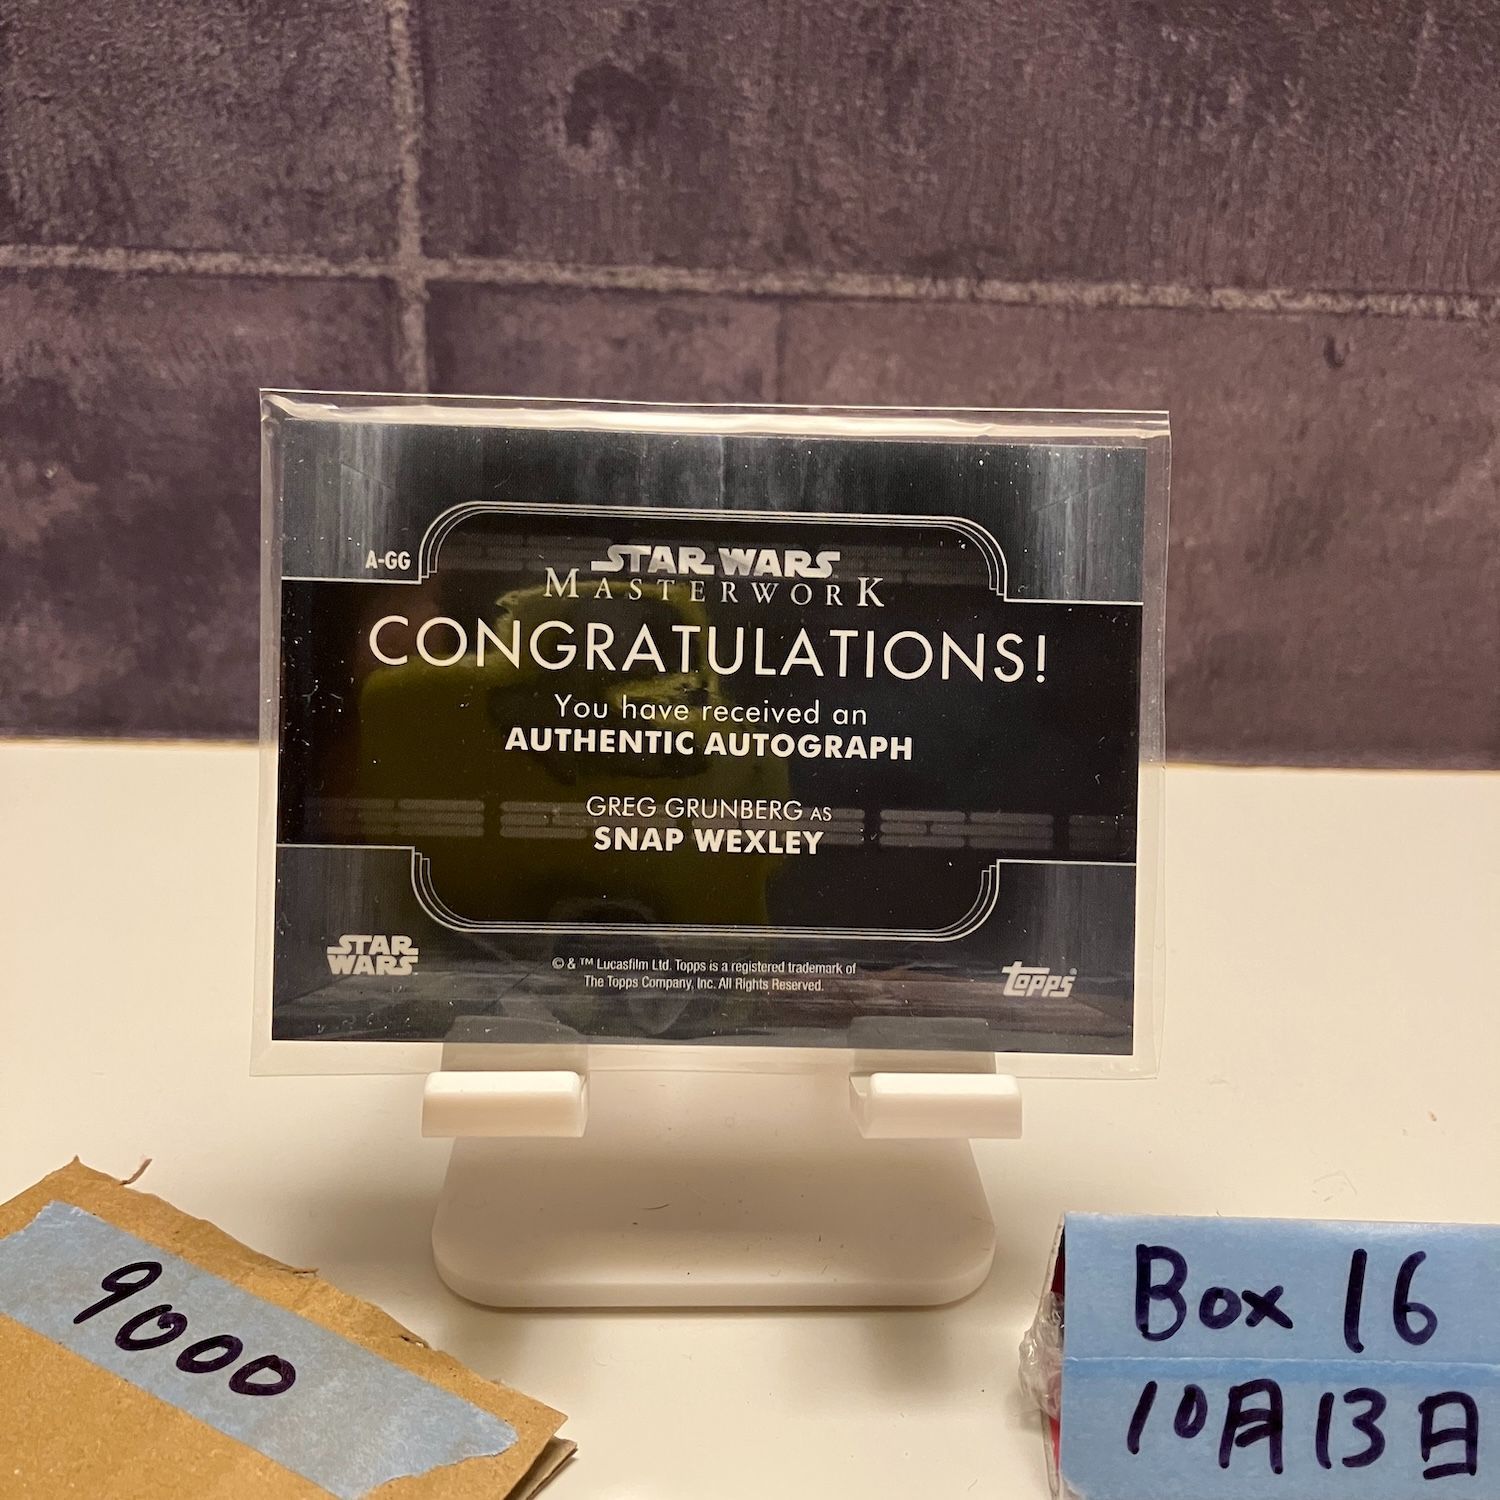 A-GG
STAR WARS
MASTERWORK
CONGRATULATIONS!
You have received an
AUTHENTIC AUTOGRAPH
GREG GRUNBERG AS
SNAP WEXLEY
STAR
WARS
© & ™ Lucasfilm Ltd. Topps is a registered trademark of
The Topps Company, Inc. All Rights Reserved.
topps®
9000
Box 16
10月13日